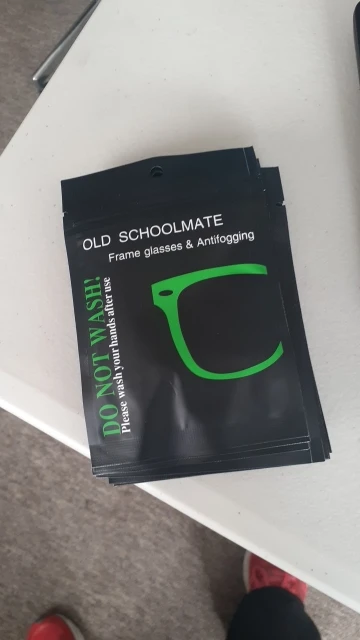 OLD SCHOOLMATE
Frame glasses & Antifogging
DO NOT WASH!
Please wash your hands after use